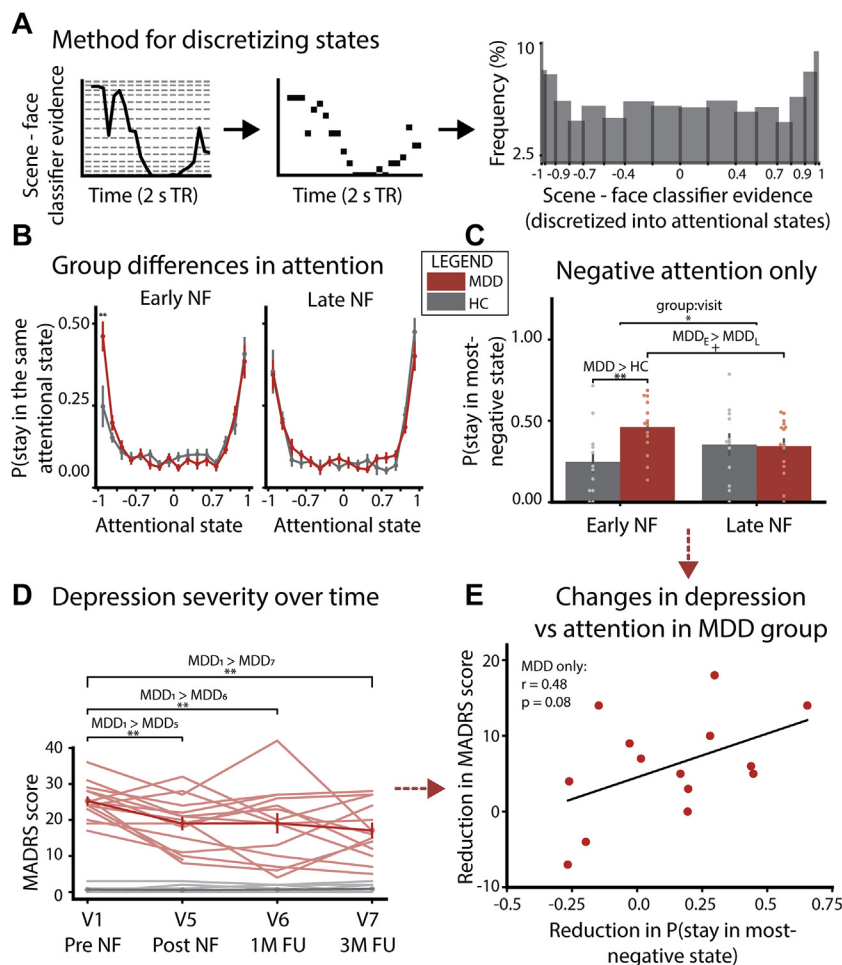 A Method for discretizing states
Scene - face
classifier evidence
Time (2 s TR)
Time (2 s TR)
Frequency (%)
10
2.5
-1 -0.9 -0.7 -0.4 0 0.4 0.7 0.9 1
Scene - face classifier evidence
(discretized into attentional states)
B Group differences in attention
LEGEND
MDD
HC
Early NF
Late NF
P(stay in the same
attentional state)
0.50
0.25
0.00
**
-1 -0.7 0 0.7 1
Attentional state
-1 -0.7 0 0.7 1
Attentional state
C Negative attention only
P(stay in most-
negative state)
1.00
0.50
0.00
group:visit
*
MDDE > MDDL
+
MDD > HC
**
Early NF
Late NF
D Depression severity over time
MDD₁ > MDD₇
**
MDD₁ > MDD₆
**
MDD₁ > MDD₅
**
MADRS score
40
30
20
10
0
V1 V5 V6 V7
Pre NF Post NF 1M FU 3M FU
E Changes in depression
vs attention in MDD group
MDD only:
r = 0.48
p = 0.08
Reduction in MADRS score
20
10
0
-10
-0.5 -0.25 0.0 0.25 0.50 0.75
Reduction in P(stay in most-
negative state)